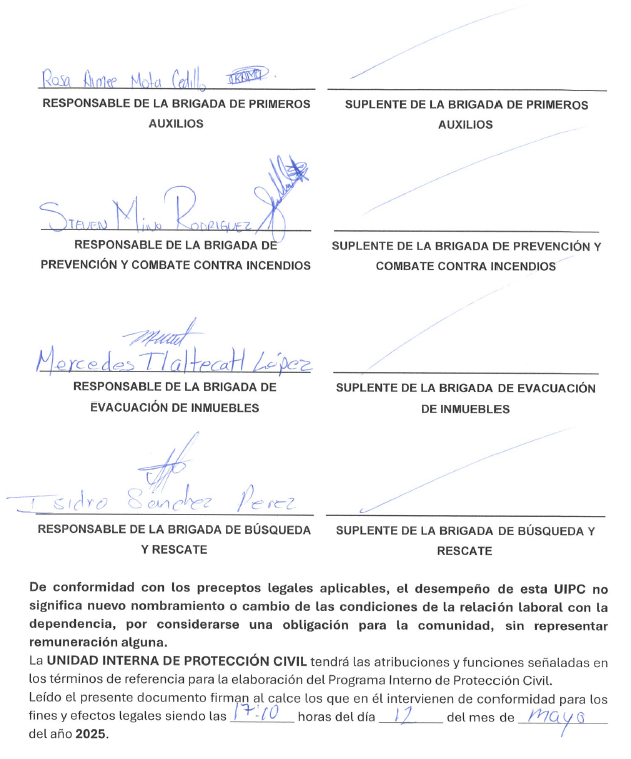 Rosa Aimee Mota Cedillo
RESPONSABLE DE LA BRIGADA DE PRIMEROS
AUXILIOS
SUPLENTE DE LA BRIGADA DE PRIMEROS
AUXILIOS
STEVEN RODRIGUEZ
RESPONSABLE DE LA BRIGADA DE
PREVENCIÓN Y COMBATE CONTRA INCENDIOS
SUPLENTE DE LA BRIGADA DE PREVENCIÓN Y
COMBATE CONTRA INCENDIOS
Mercedes Tlaltecatl López
RESPONSABLE DE LA BRIGADA DE
EVACUACIÓN DE INMUEBLES
SUPLENTE DE LA BRIGADA DE EVACUACIÓN
DE INMUEBLES
Isidro Sánchez Perez
RESPONSABLE DE LA BRIGADA DE BÚSQUEDA
Y RESCATE
SUPLENTE DE LA BRIGADA DE BÚSQUEDA Y
RESCATE
De conformidad con los preceptos legales aplicables, el desempeño de esta UIPC no
significa nuevo nombramiento o cambio de las condiciones de la relación laboral con la
dependencia, por considerarse una obligación para la comunidad, sin representar
remuneración alguna.
La UNIDAD INTERNA DE PROTECCIÓN CIVIL tendrá las atribuciones y funciones señaladas en
los términos de referencia para la elaboración del Programa Interno de Protección Civil.
Leído el presente documento firman al calce los que en él intervienen de conformidad para los
fines y efectos legales siendo las 17:10 horas del día 12 del mes de mayo
del año 2025.